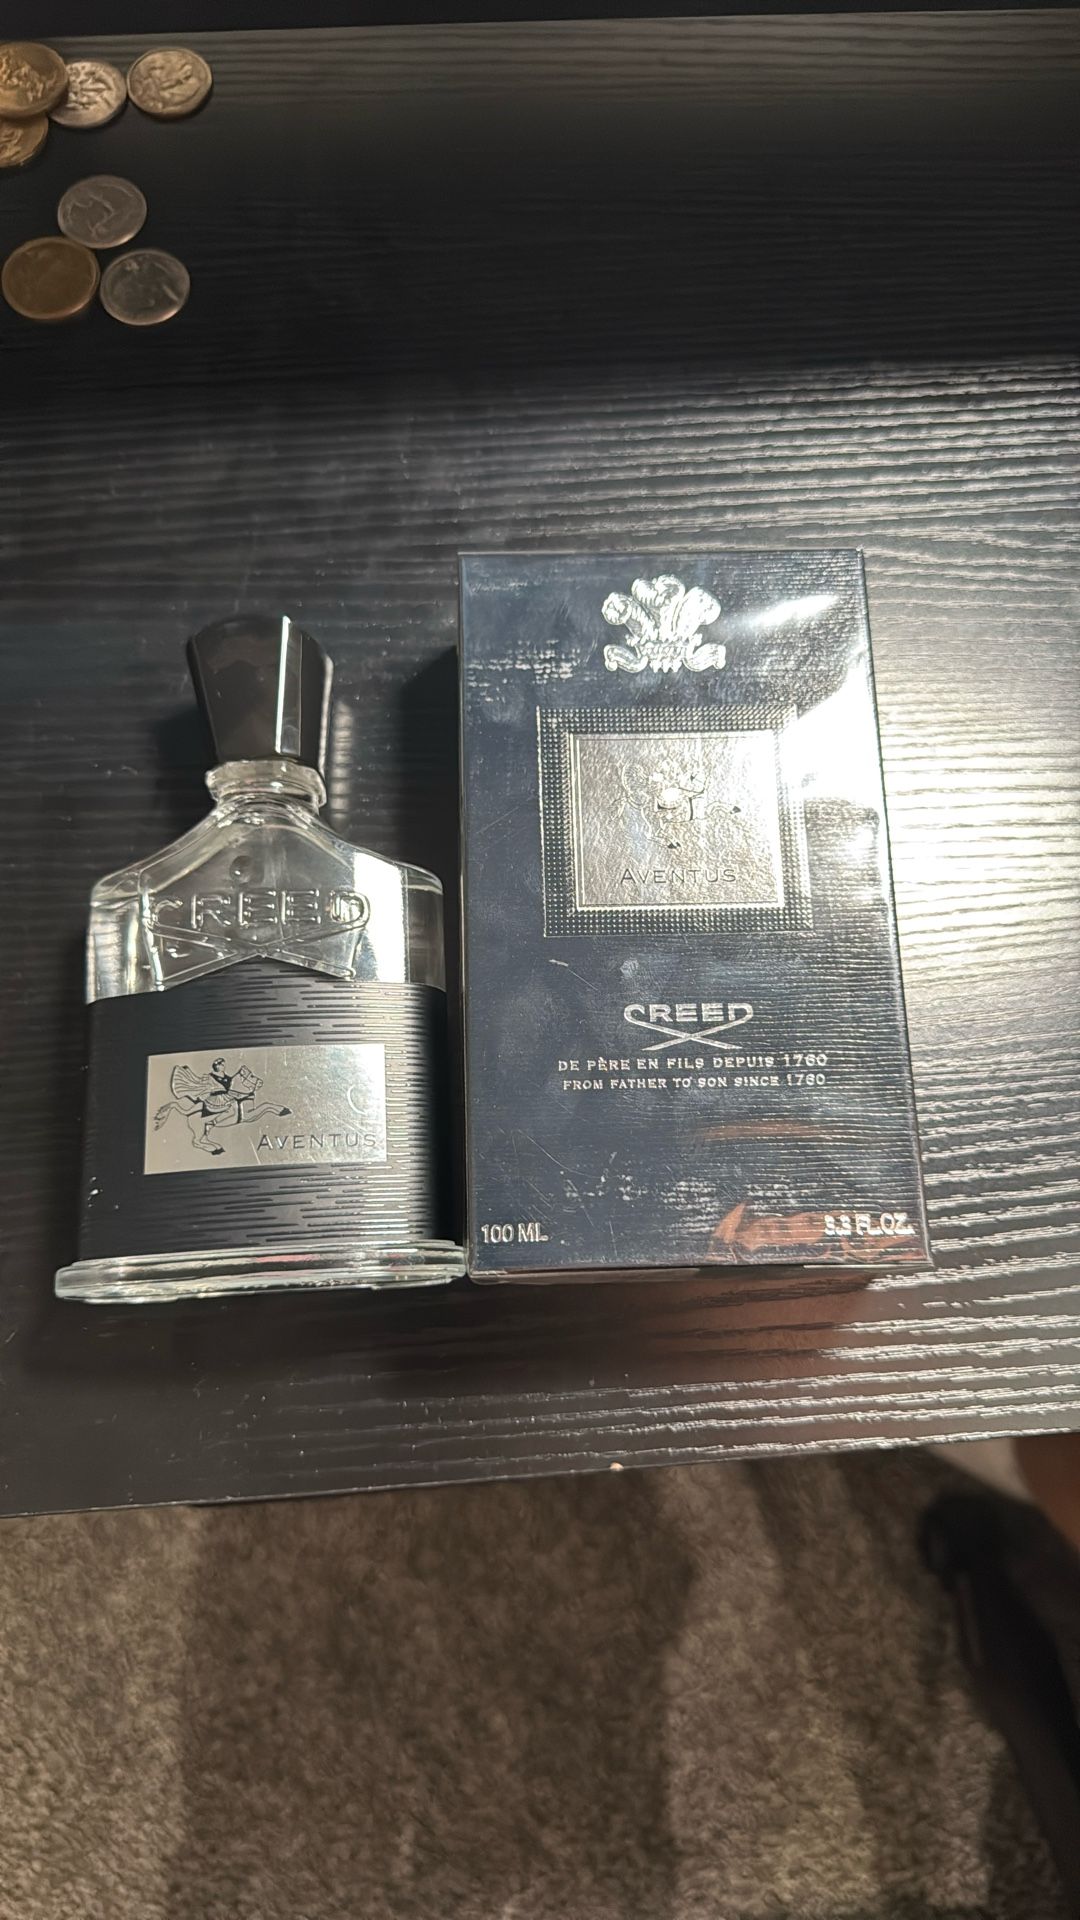 CREED
AVENTUS
AVENTUS
CREED
DE PÈRE EN FILS DEPUIS 1760
FROM FATHER TO SON SINCE 1760
100 ML
3.3 FL.OZ.